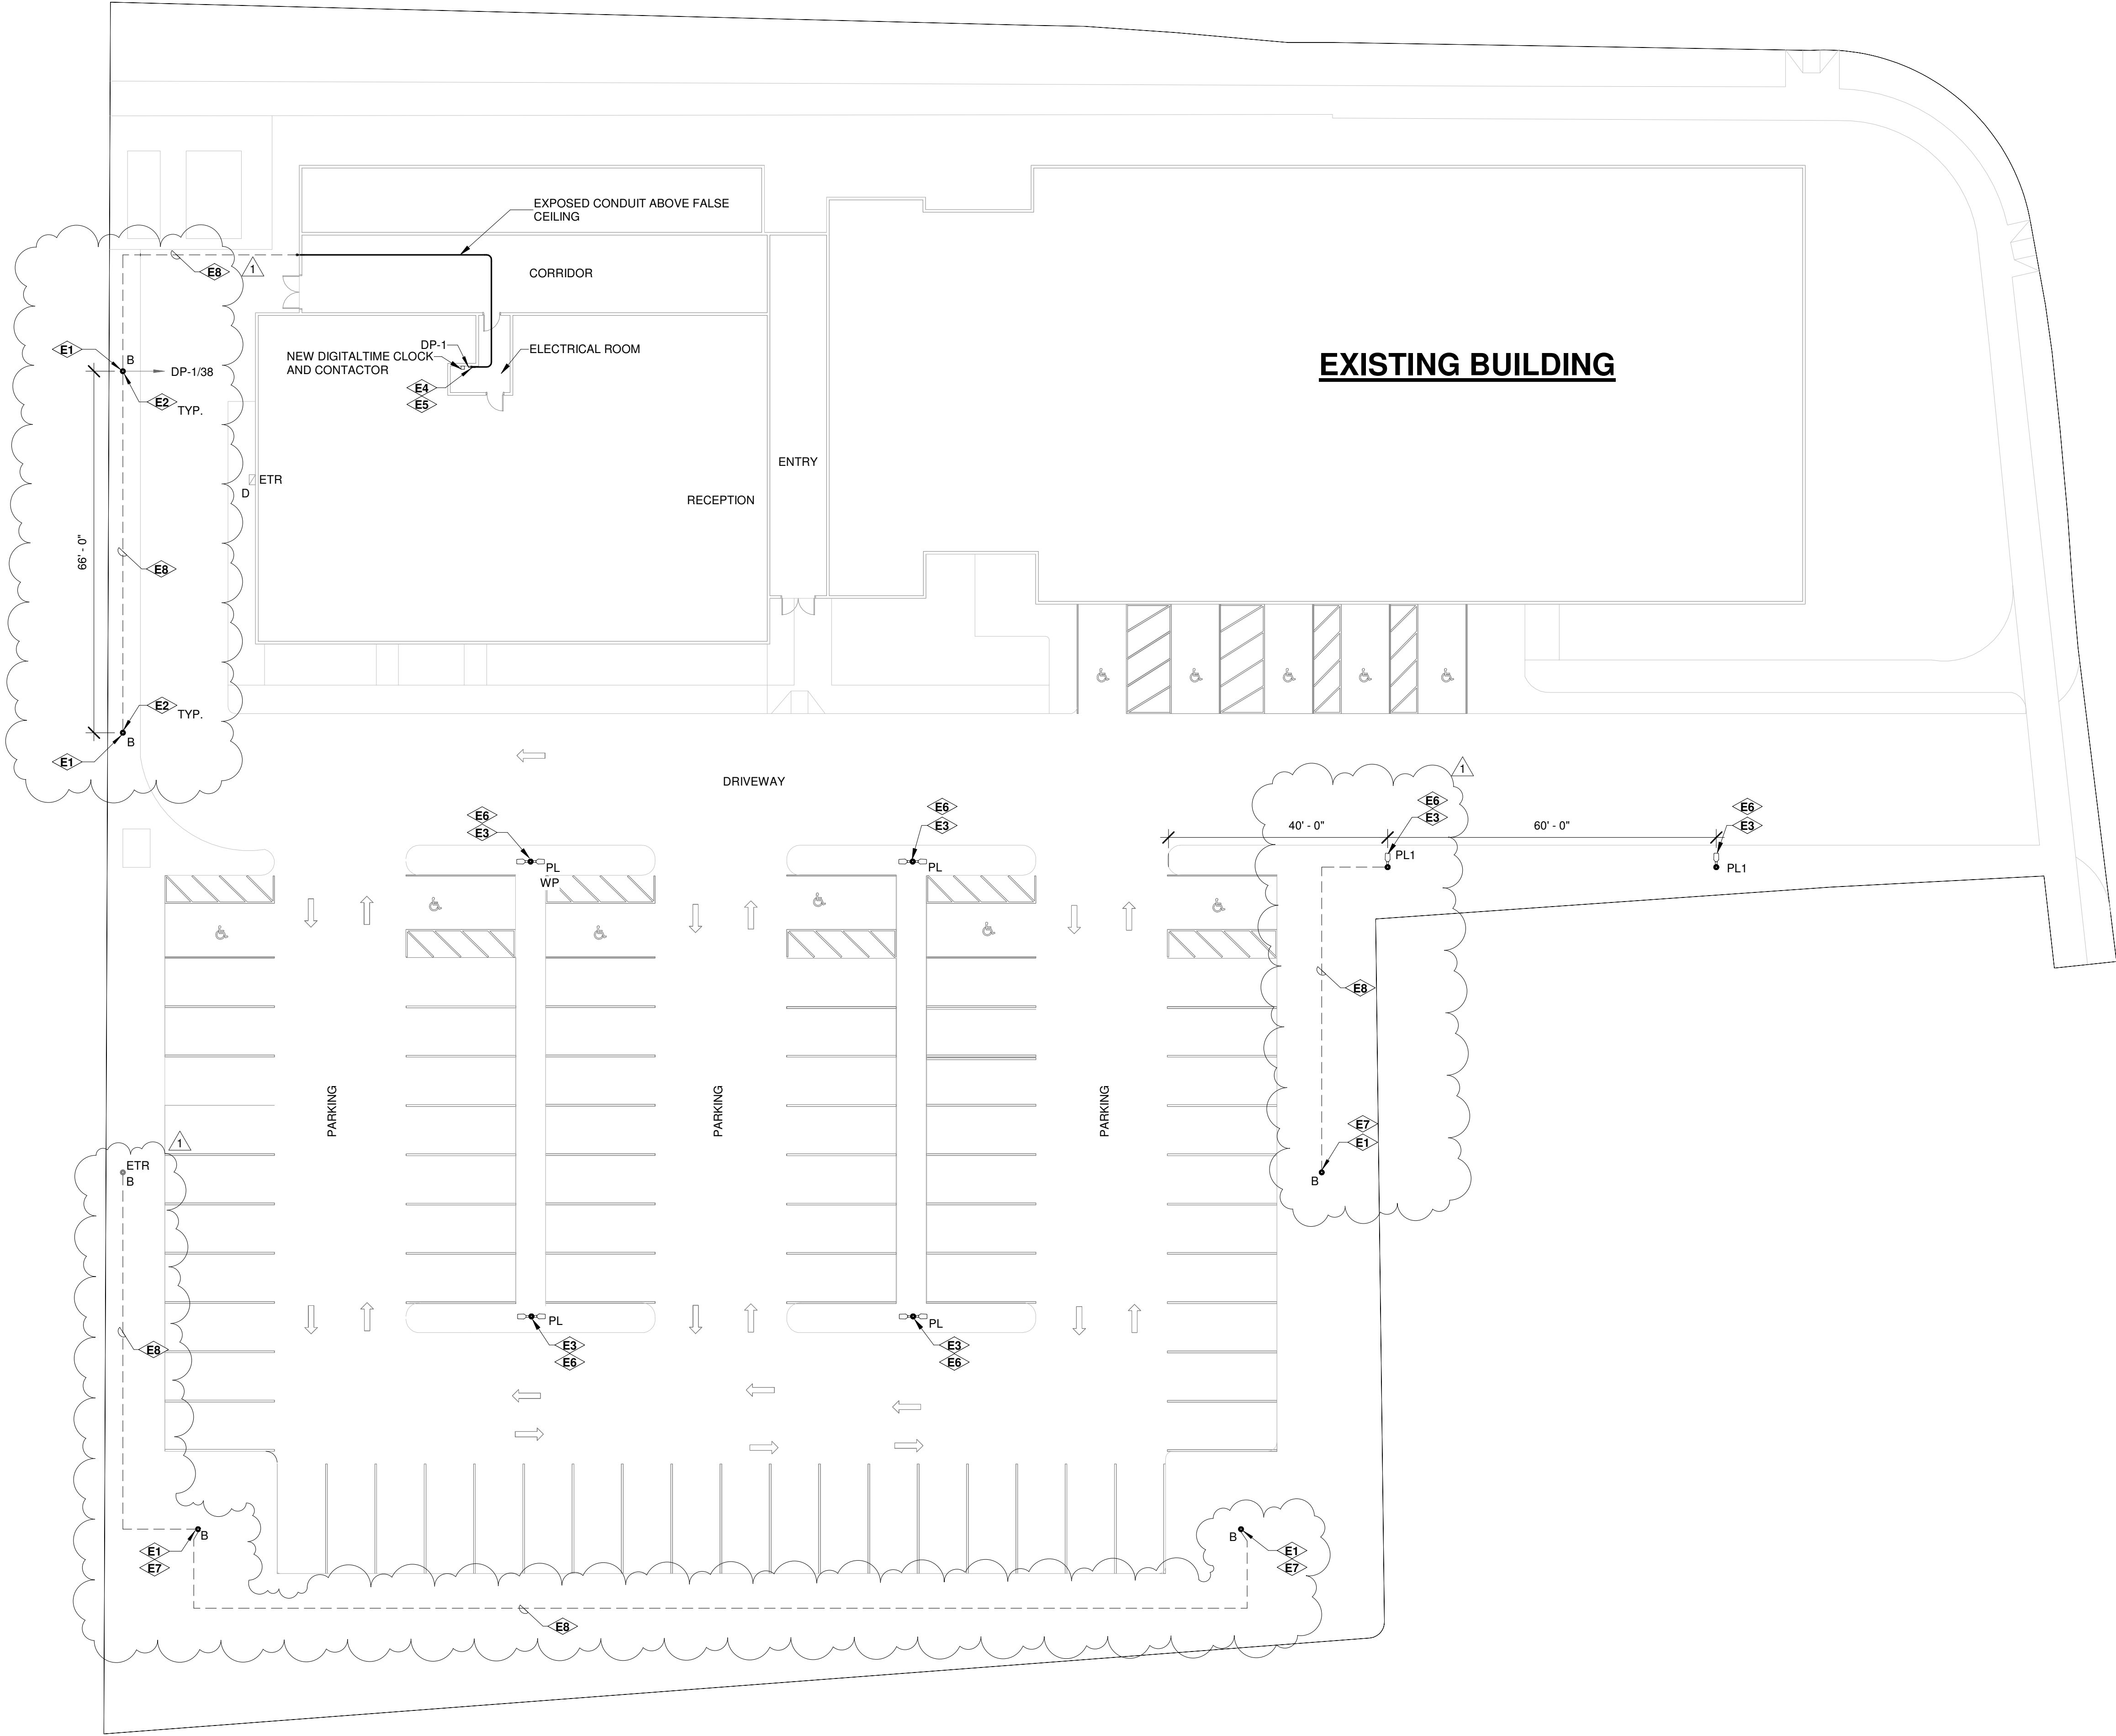 EXPOSED CONDUIT ABOVE FALSE
CEILING
E8
1
CORRIDOR
E1
B
DP-1/38
E2
TYP.
DP-1
NEW DIGITALTIME CLOCK
AND CONTACTOR
ELECTRICAL ROOM
E4
E5
EXISTING BUILDING
ENTRY
ETR
D
RECEPTION
66' - 0"
E8
E2
TYP.
B
E1
DRIVEWAY
1
E6
E3
PL
WP
E6
E3
PL
40' - 0"
E6
E3
PL1
60' - 0"
E6
E3
PL1
E8
PARKING
PARKING
PARKING
E7
E1
B
1
ETR
B
E8
PL
E3
E6
PL
E3
E6
B
E1
E7
B
E1
E7
E8